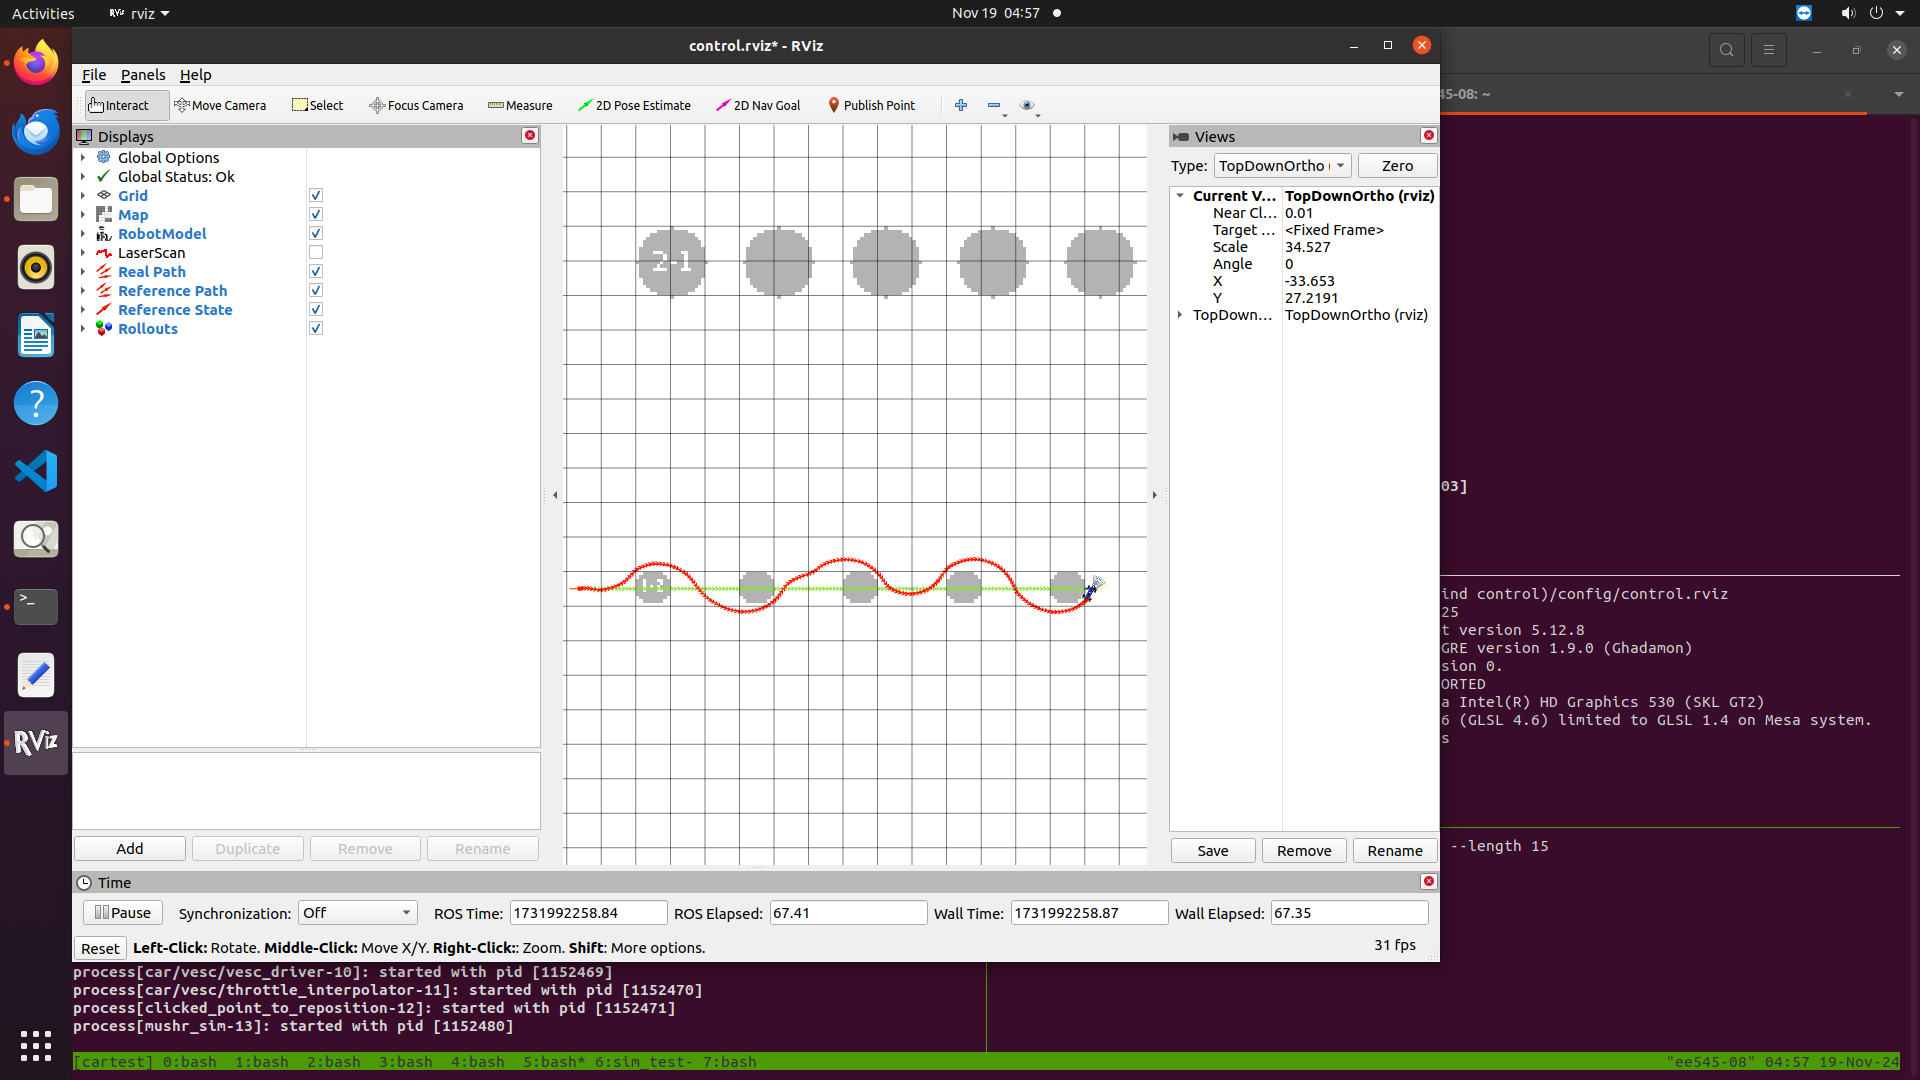 Activities
rviz
Nov 19 04:57
control.rviz* - RViz
File Panels Help
Interact
Move Camera
Select
Focus Camera
Measure
2D Pose Estimate
2D Nav Goal
Publish Point
Displays
Global Options
Global Status: Ok
Grid
Map
RobotModel
LaserScan
Real Path
Reference Path
Reference State
Rollouts
Add
Duplicate
Remove
Rename
2-1
Views
Type: TopDownOrtho
Zero
Current V... TopDownOrtho (rviz)
Near Cl... 0.01
Target ... <Fixed Frame>
Scale 34.527
Angle 0
X -33.653
Y 27.2191
TopDown... TopDownOrtho (rviz)
Save
Remove
Rename
Time
Pause
Synchronization: Off
ROS Time: 1731992258.84
ROS Elapsed: 67.41
Wall Time: 1731992258.87
Wall Elapsed: 67.35
Reset
Left-Click: Rotate. Middle-Click: Move X/Y. Right-Click:: Zoom. Shift: More options.
31 fps
45-08: ~
03]
ind control)/config/control.rviz
25
t version 5.12.8
GRE version 1.9.0 (Ghadamon)
sion 0.
ORTED
a Intel(R) HD Graphics 530 (SKL GT2)
6 (GLSL 4.6) limited to GLSL 1.4 on Mesa system.
s
--length 15
process[car/vesc/vesc_driver-10]: started with pid [1152469]
process[car/vesc/throttle_interpolator-11]: started with pid [1152470]
process[clicked_point_to_reposition-12]: started with pid [1152471]
process[mushr_sim-13]: started with pid [1152480]
[cartest] 0:bash 1:bash 2:bash 3:bash 4:bash 5:bash* 6:sim_test- 7:bash
"ee545-08" 04:57 19-Nov-24
RViz